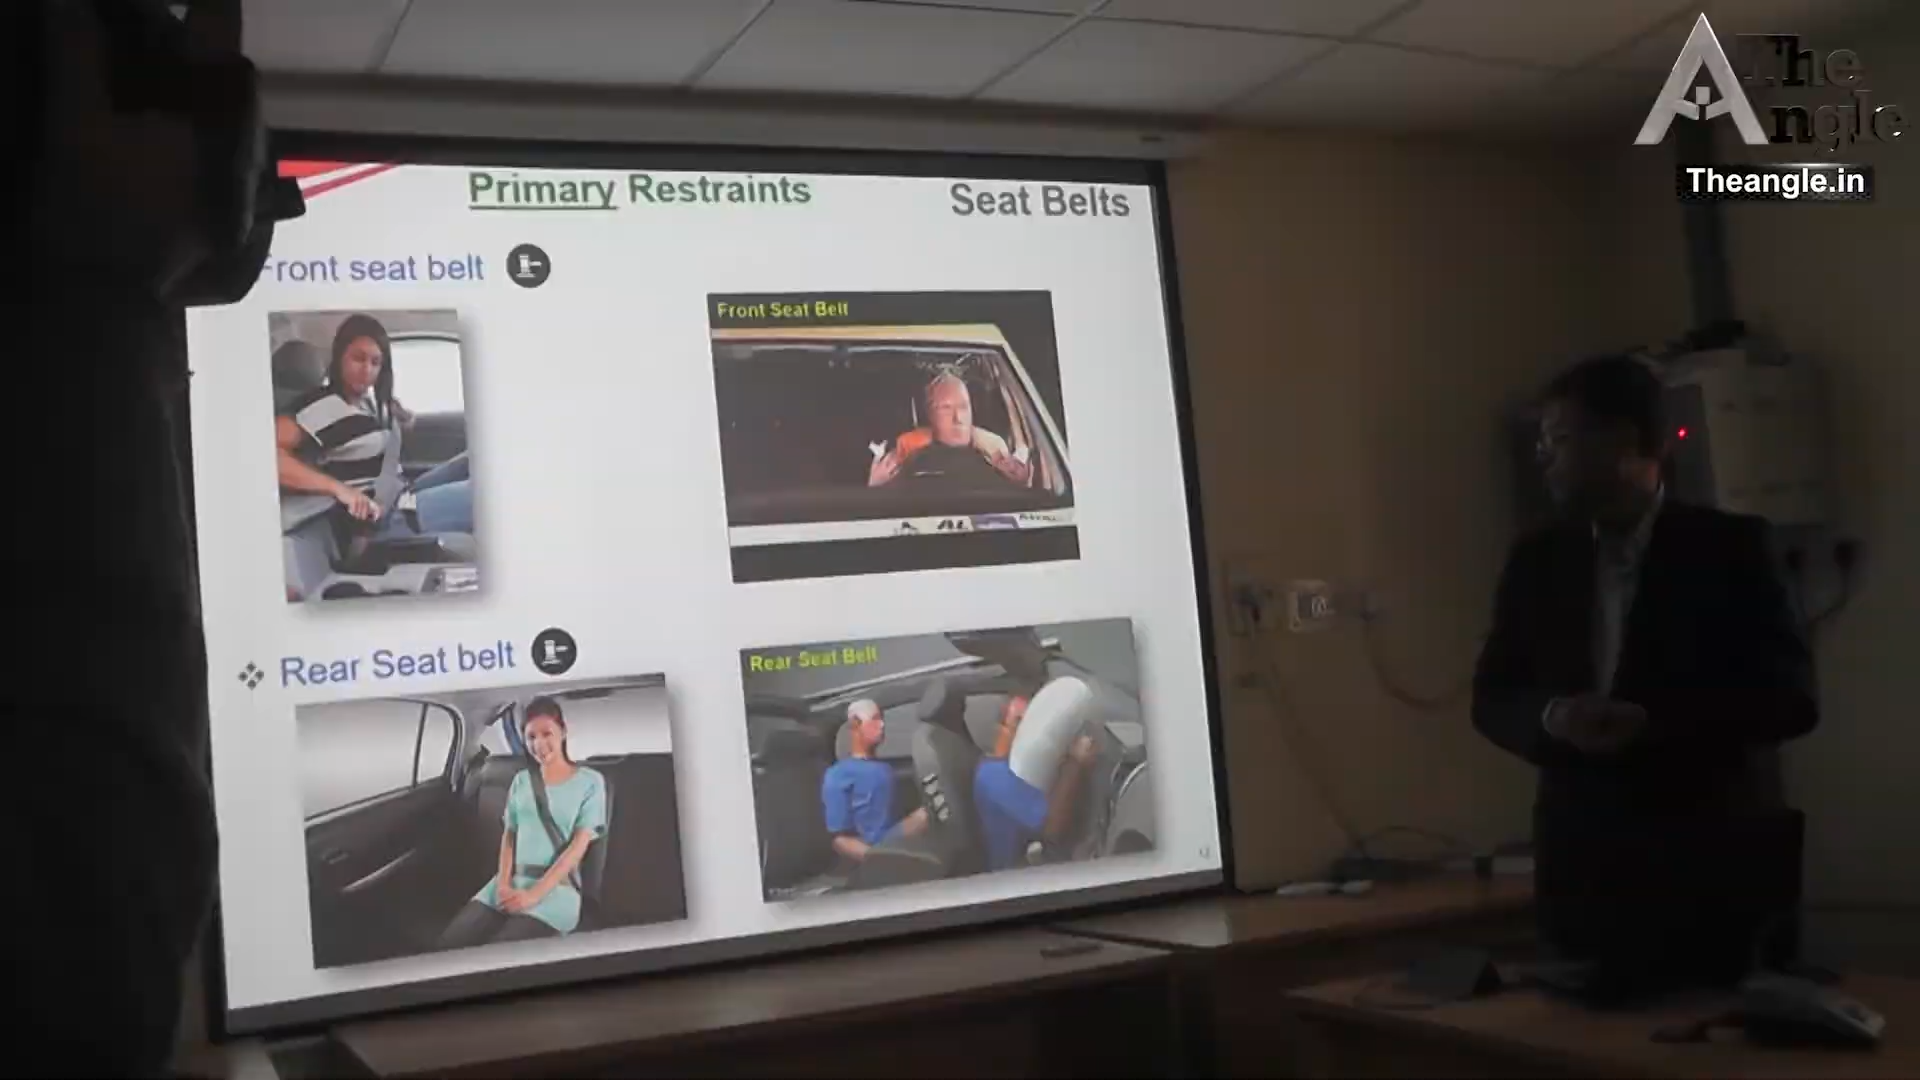 The
Angle
Theangle.in
Primary Restraints
Seat Belts
Front seat belt
Front Seat Belt
Rear Seat belt
Rear Seat Belt